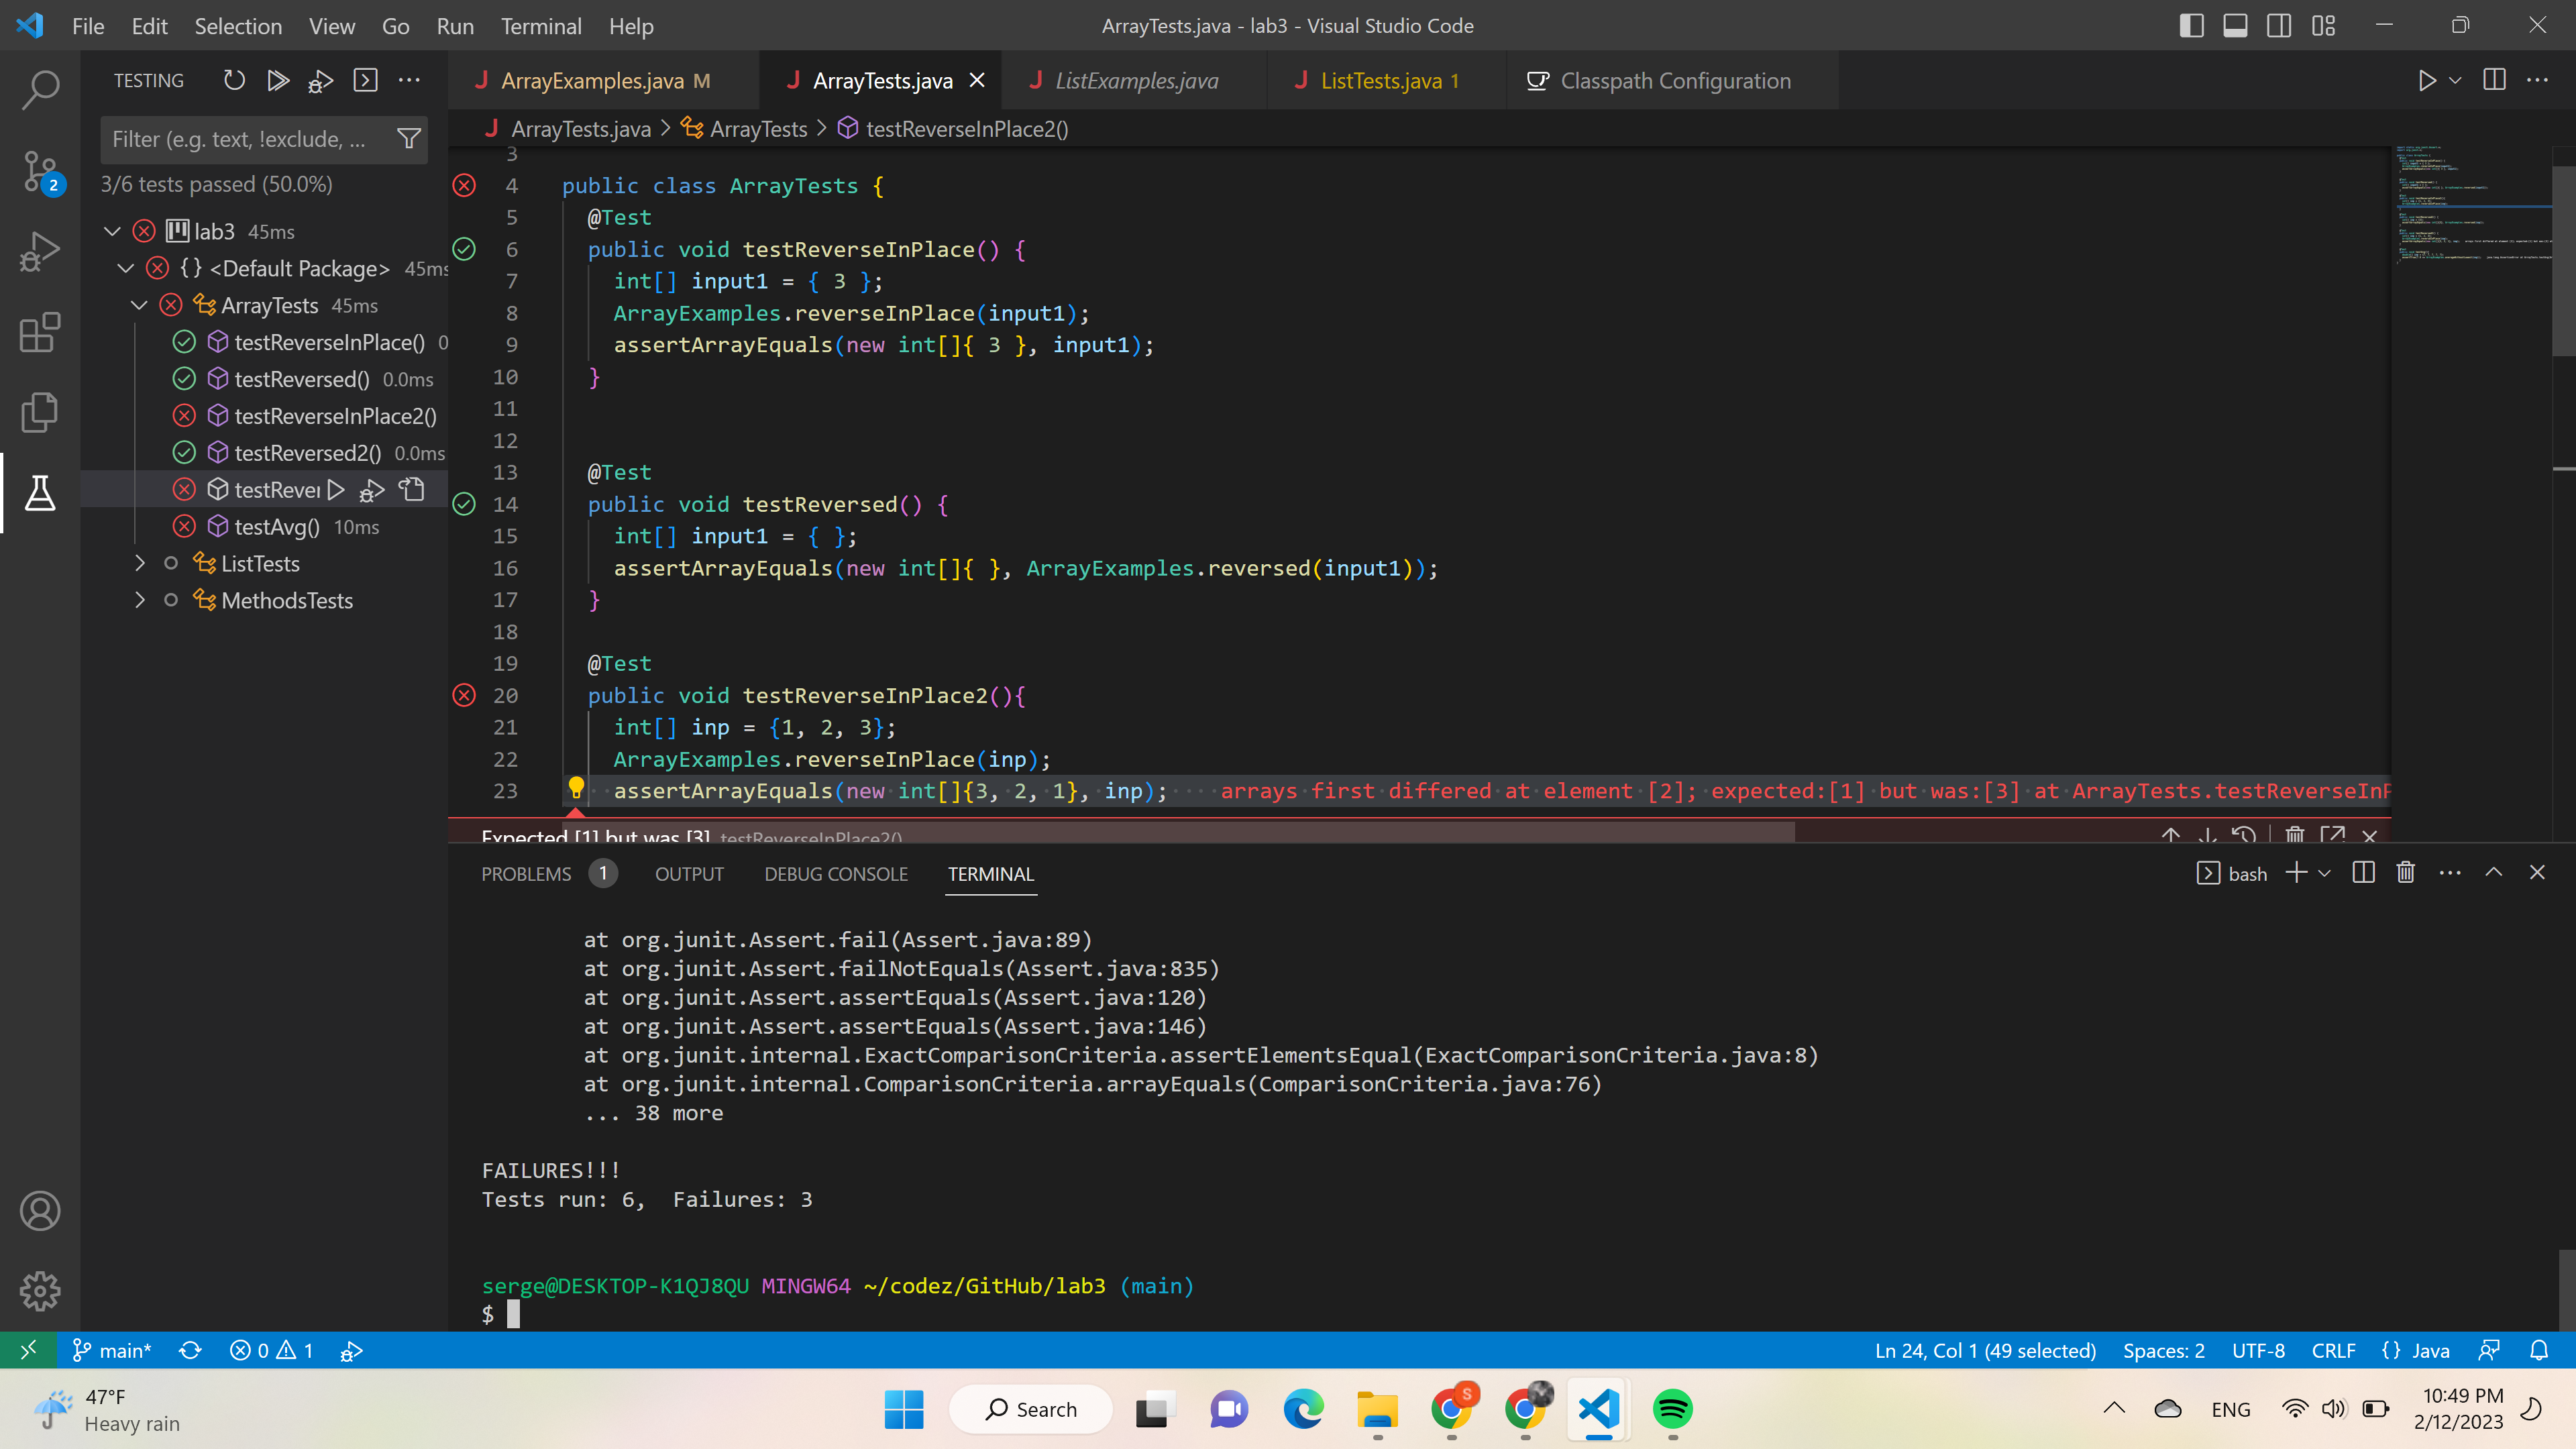 File Edit Selection View Go Run Terminal Help
ArrayTests.java - lab3 - Visual Studio Code
TESTING
ArrayExamples.java M
ArrayTests.java
ListExamples.java
ListTests.java 1
Classpath Configuration
Filter (e.g. text, !exclude, ...
3/6 tests passed (50.0%)
lab3 45ms
{} <Default Package> 45ms
ArrayTests 45ms
testReverseInPlace() 0
testReversed() 0.0ms
testReverseInPlace2()
testReversed2() 0.0ms
testRever
testAvg() 10ms
ListTests
MethodsTests
2
ArrayTests.java > ArrayTests > testReverseInPlace2()
3
4 public class ArrayTests {
5 @Test
6 public void testReverseInPlace() {
7 int[] input1 = { 3 };
8 ArrayExamples.reverseInPlace(input1);
9 assertArrayEquals(new int[]{ 3 }, input1);
10 }
11
12
13 @Test
14 public void testReversed() {
15 int[] input1 = { };
16 assertArrayEquals(new int[]{ }, ArrayExamples.reversed(input1));
17 }
18
19 @Test
20 public void testReverseInPlace2(){
21 int[] inp = {1, 2, 3};
22 ArrayExamples.reverseInPlace(inp);
23 assertArrayEquals(new int[]{3, 2, 1}, inp); arrays first differed at element [2]; expected:[1] but was:[3] at ArrayTests.testReverseInP
Expected [1] but was [3] testReverseInPlace2()
PROBLEMS 1 OUTPUT DEBUG CONSOLE TERMINAL
bash
at org.junit.Assert.fail(Assert.java:89)
at org.junit.Assert.failNotEquals(Assert.java:835)
at org.junit.Assert.assertEquals(Assert.java:120)
at org.junit.Assert.assertEquals(Assert.java:146)
at org.junit.internal.ExactComparisonCriteria.assertElementsEqual(ExactComparisonCriteria.java:8)
at org.junit.internal.ComparisonCriteria.arrayEquals(ComparisonCriteria.java:76)
... 38 more
FAILURES!!!
Tests run: 6,  Failures: 3
serge@DESKTOP-K1QJ8QU MINGW64 ~/codez/GitHub/lab3 (main)
$
main* 0 1
Ln 24, Col 1 (49 selected) Spaces: 2 UTF-8 CRLF {} Java
47°F
Heavy rain
Search
S
ENG
10:49 PM
2/12/2023